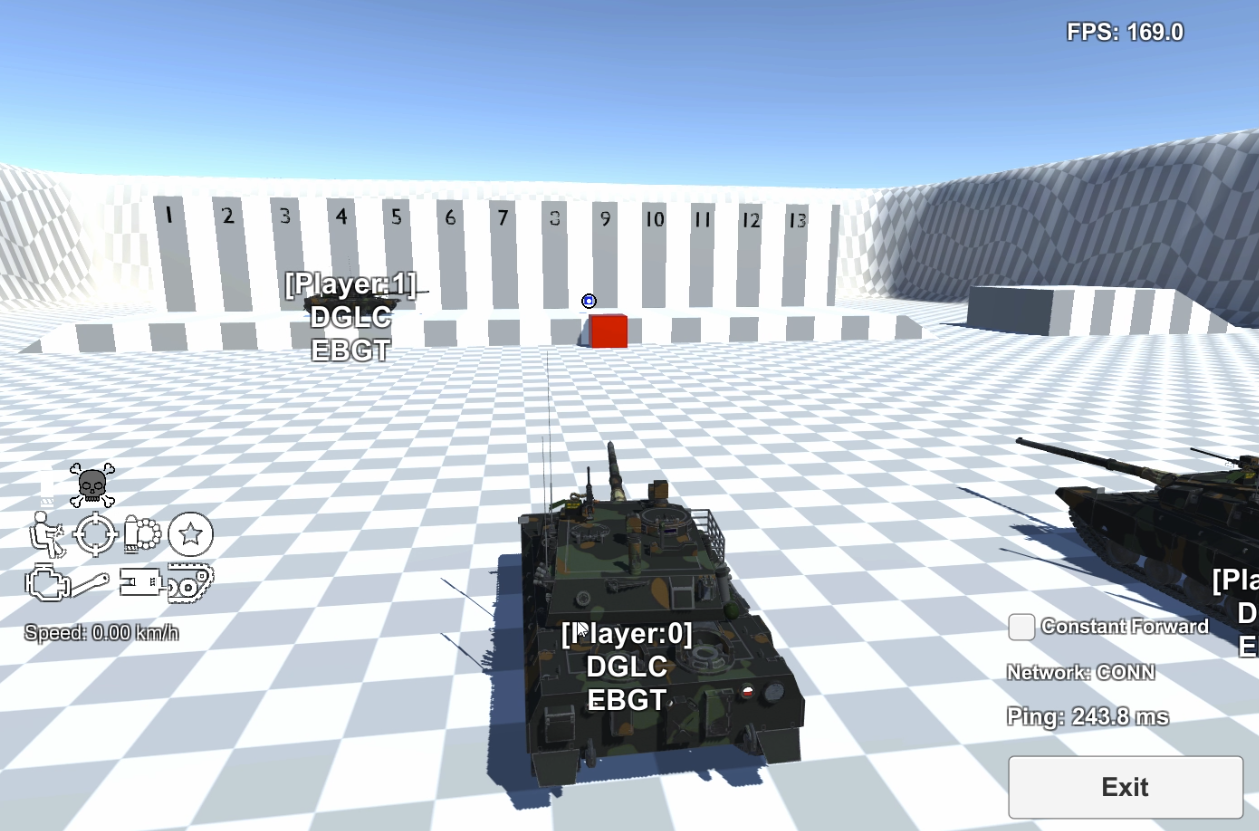 FPS: 169.0
1 2 3 4 5 6 7 8 9 10 11 12 13
[Player:1]
DGLC
EBGT
[Player:0]
DGLC
EBGT
[Pla
D
E
Speed: 0.00 km/h
Constant Forward
Network: CONN
Ping: 243.8 ms
Exit